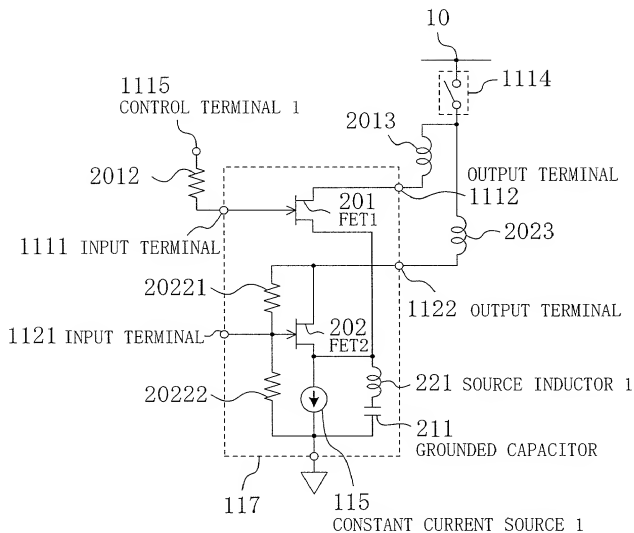 10
1114
1115
CONTROL TERMINAL 1
2013
2012
OUTPUT TERMINAL
201
FET1
1112
1111 INPUT TERMINAL
2023
20221
1122
OUTPUT TERMINAL
1121 INPUT TERMINAL
202
FET2
20222
221 SOURCE INDUCTOR 1
211
GROUNDED CAPACITOR
117
115
CONSTANT CURRENT SOURCE 1